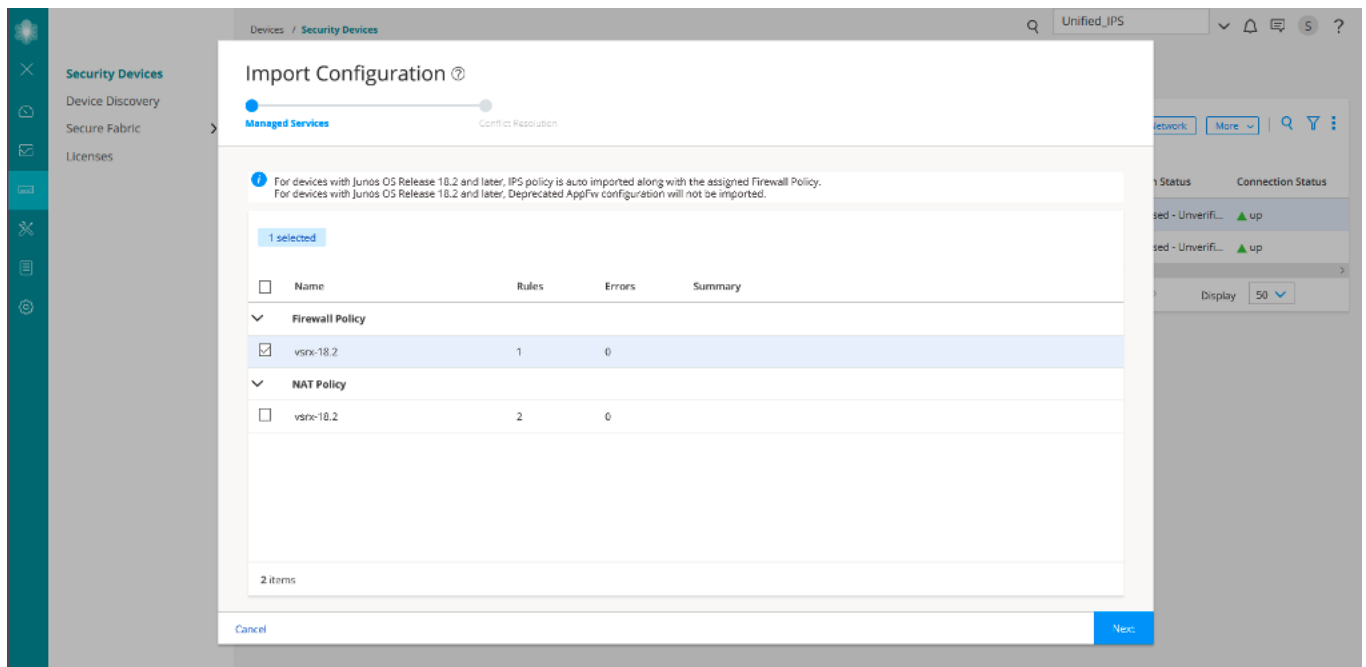 Devices / Security Devices
Unified_IPS
S
?
Security Devices
Device Discovery
Secure Fabric
Licenses
Import Configuration ?
Managed Services
Conflict Resolution
Network
More
i For devices with Junos OS Release 18.2 and later, IPS policy is auto imported along with the assigned Firewall Policy.
For devices with Junos OS Release 18.2 and later, Deprecated AppFw configuration will not be imported.
Status Connection Status
1 selected
sed - Unverifi... up
sed - Unverifi... up
Name Rules Errors Summary
Display 50
Firewall Policy
vsrx-18.2 1 0
NAT Policy
vsrx-18.2 2 0
2 items
Cancel
Next